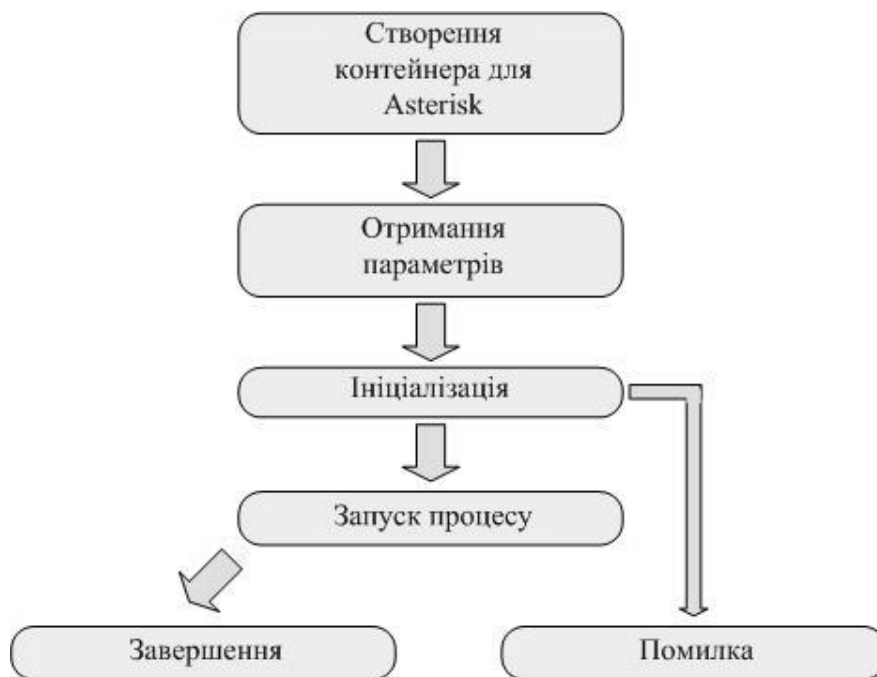 Створення
контейнера для
Asterisk
Отримання
параметрів
Ініціалізація
Запуск процесу
Завершення
Помилка